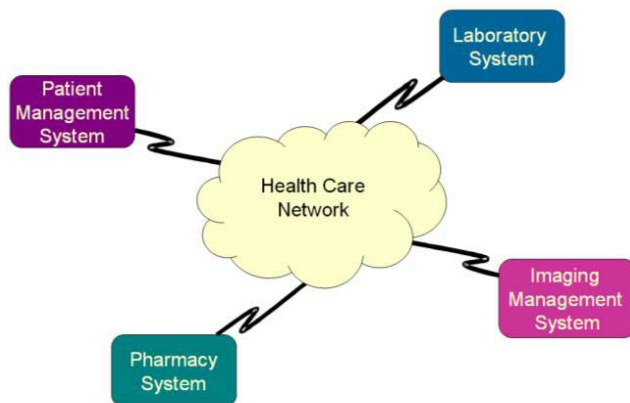 Laboratory
System
Patient
Management
System
Health Care
Network
Imaging
Management
System
Pharmacy
System